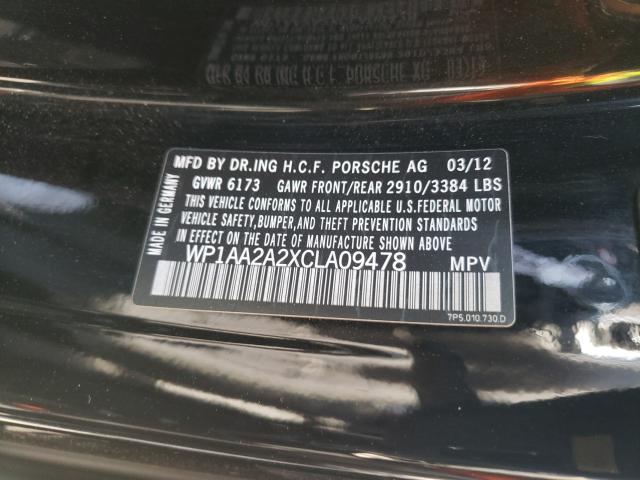 MFD BY DR.ING H.C.F. PORSCHE AG 03/12
GVWR 6173 GAWR FRONT/REAR 2910/3384 LBS
THIS VEHICLE CONFORMS TO ALL APPLICABLE U.S.FEDERAL MOTOR
VEHICLE SAFETY,BUMPER,AND THEFT PREVENTION STANDARDS
IN EFFECT ON THE DATE OF MANUFACTURE SHOWN ABOVE.
WP1AA2A2XCLA09478 MPV
MADE IN GERMANY
7P5.010.730.D